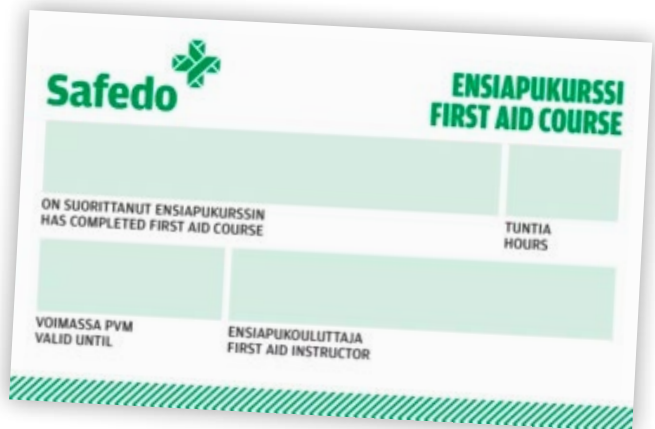 Safedo
ENSIAPUKURSSI
FIRST AID COURSE
ON SUORITTANUT ENSIAPUKURSSIN
HAS COMPLETED FIRST AID COURSE
TUNTIA
HOURS
VOIMASSA PVM
VALID UNTIL
ENSIAPUKOULUTTAJA
FIRST AID INSTRUCTOR